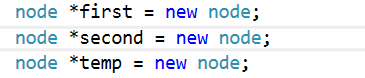 node *first = new node;
node *second = new node;
node *temp = new node;